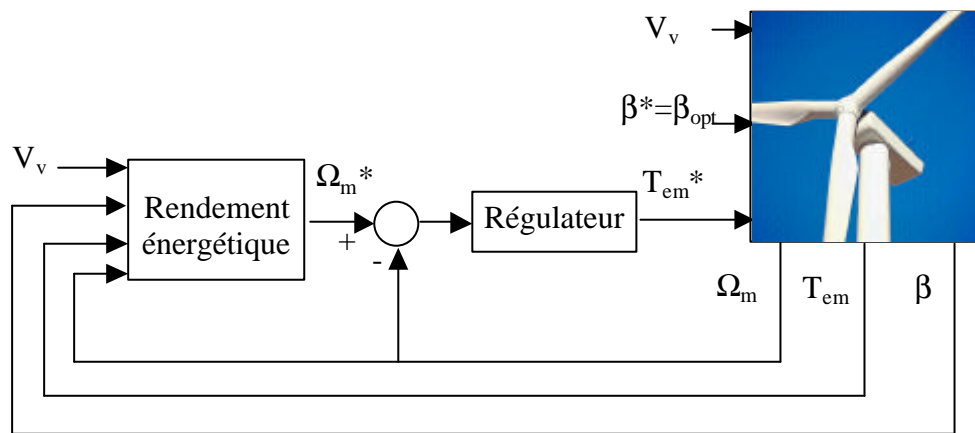 V_v
β*=β_opt
V_v
Rendement
énergétique
Ω_m*
+
-
Régulateur
T_em*
Ω_m
T_em
β